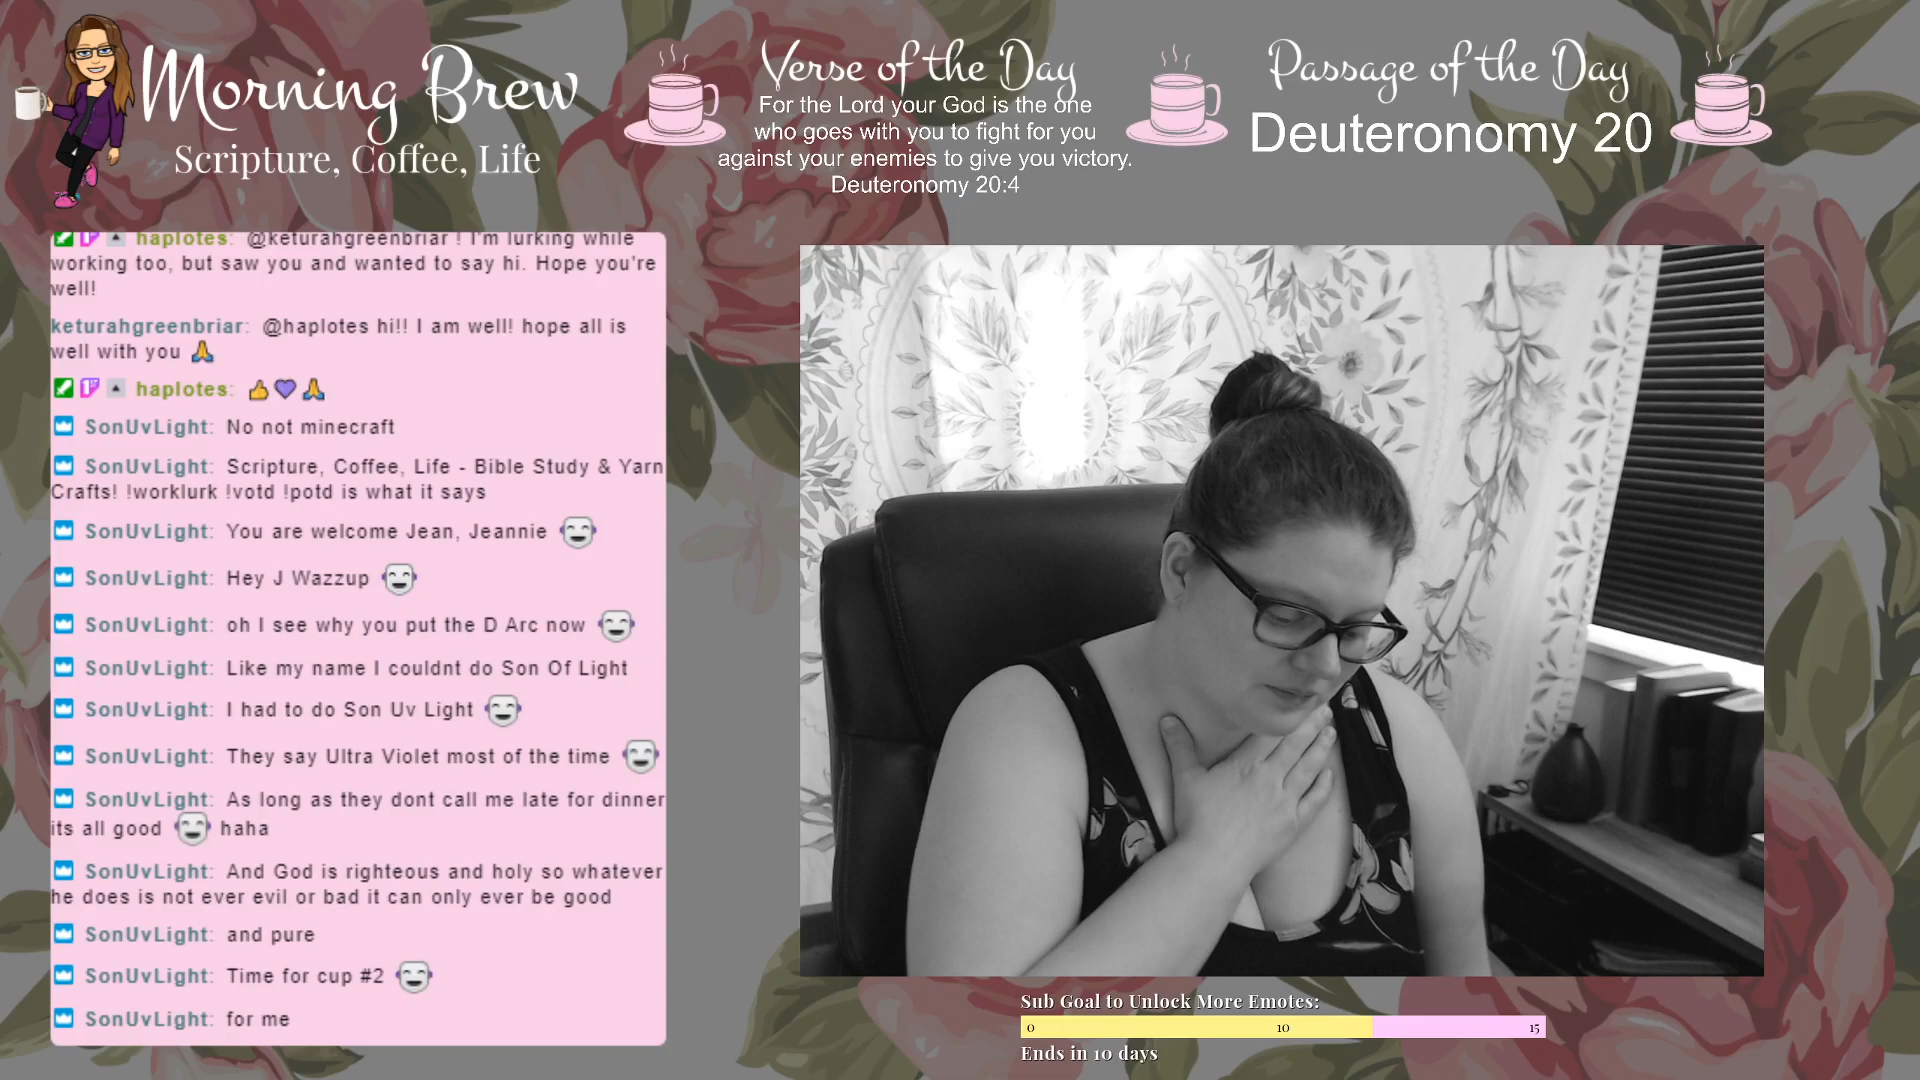 Morning Brew
Scripture, Coffee, Life
Verse of the Day
For the Lord your God is the one
who goes with you to fight for you
against your enemies to give you victory.
Deuteronomy 20:4
Passage of the Day
Deuteronomy 20
haplotes: @keturahgreenbriar ! I'm lurking while
working too, but saw you and wanted to say hi. Hope you're
well!
keturahgreenbriar: @haplotes hi!! I am well! hope all is
well with you 🙏
haplotes: 👍💜🙏
SonUvLight: No not minecraft
SonUvLight: Scripture, Coffee, Life - Bible Study & Yarn
Crafts! !worklurk !votd !potd is what it says
SonUvLight: You are welcome Jean, Jeannie
SonUvLight: Hey J Wazzup
SonUvLight: oh I see why you put the D Arc now
SonUvLight: Like my name I couldnt do Son Of Light
SonUvLight: I had to do Son Uv Light
SonUvLight: They say Ultra Violet most of the time
SonUvLight: As long as they dont call me late for dinner
its all good haha
SonUvLight: And God is righteous and holy so whatever
he does is not ever evil or bad it can only ever be good
SonUvLight: and pure
SonUvLight: Time for cup #2
SonUvLight: for me
Sub Goal to Unlock More Emotes:
0 10 15
Ends in 10 days